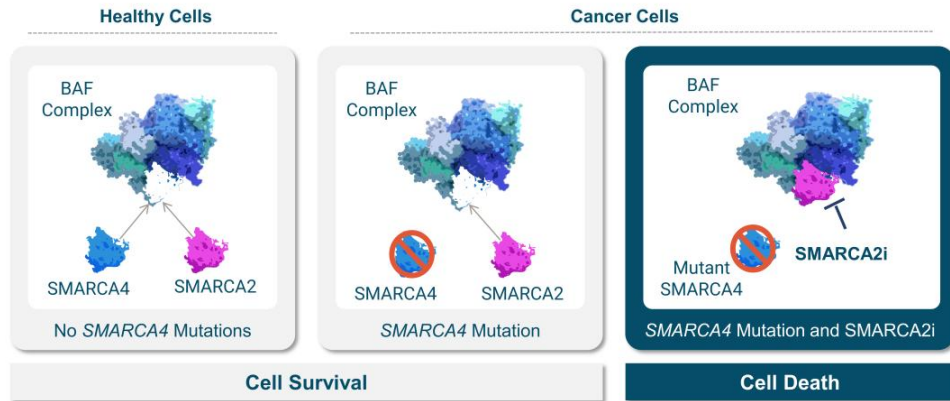 Healthy Cells
Cancer Cells
BAF
Complex
SMARCA4
SMARCA2
No SMARCA4 Mutations
BAF
Complex
SMARCA4
SMARCA2
SMARCA4 Mutation
BAF
Complex
SMARCA2i
Mutant
SMARCA4
SMARCA4 Mutation and SMARCA2i
Cell Survival
Cell Death